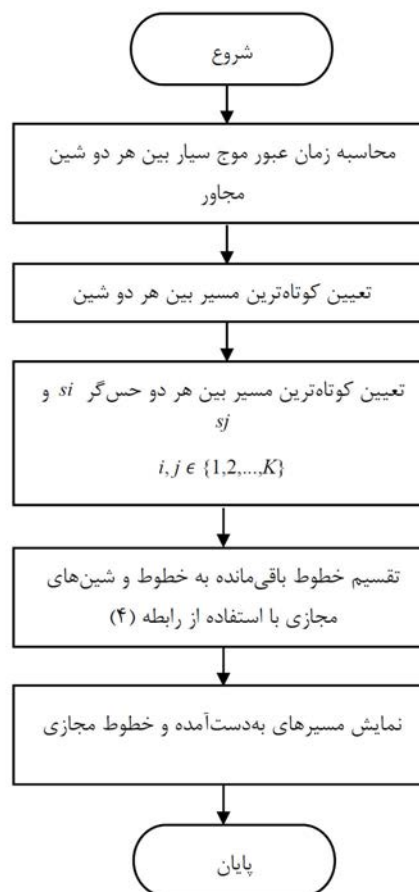 شروع
محاسبه زمان عبور موج سیار بین هر دو شین
مجاور
تعیین کوتاه‌ترین مسیر بین هر دو شین
تعیین کوتاه‌ترین مسیر بین هر دو حس‌گر si و
sj
i, j ϵ {1,2,...,K}
تقسیم خطوط باقی‌مانده به خطوط و شین‌های
مجازی با استفاده از رابطه (۴)
نمایش مسیرهای به‌دست‌آمده و خطوط مجازی
پایان